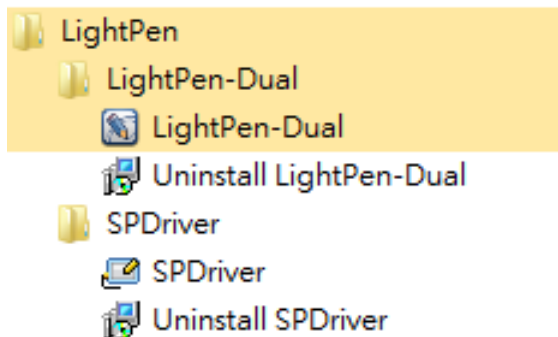 LightPen
LightPen-Dual
LightPen-Dual
Uninstall LightPen-Dual
SPDriver
SPDriver
Uninstall SPDriver